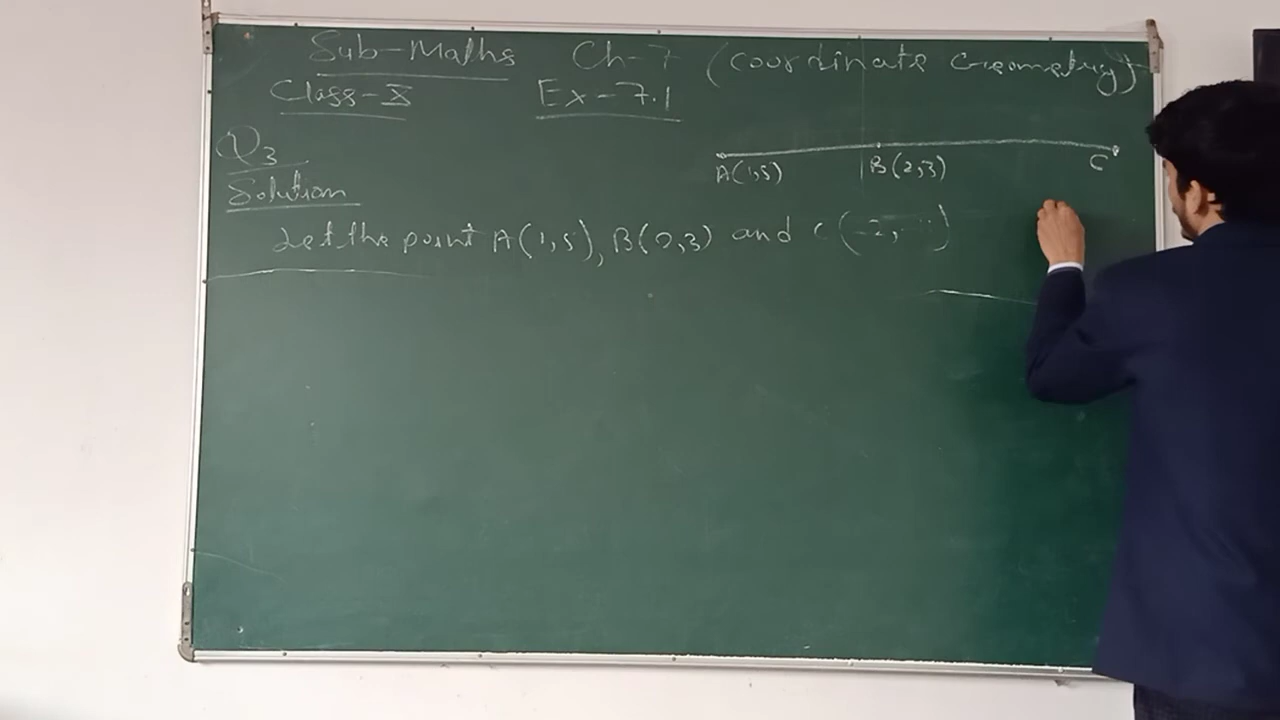 Sub-Maths Ch-7 (Coordinate Geometry)
Class-X Ex-7.1
Q3
A(1,5) B(2,3) C
Solution
Let the point A(1,5), B(2,3) and C(-2,-11)